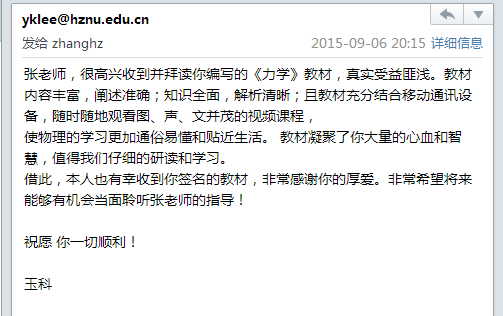 yklee@hznu.edu.cn
发给 zhanghz 2015-09-06 20:15 详细信息
张老师，很高兴收到并拜读你编写的《力学》教材，真实受益匪浅。教材
内容丰富，阐述准确；知识全面，解析清晰；且教材充分结合移动通讯设
备，随时随地观看图、声、文并茂的视频课程，
使物理的学习更加通俗易懂和贴近生活。 教材凝聚了你大量的心血和智
慧，值得我们仔细的研读和学习。
借此，本人也有幸收到你签名的教材，非常感谢你的厚爱。非常希望将来
能够有机会当面聆听张老师的指导！
祝愿 你一切顺利！
玉科